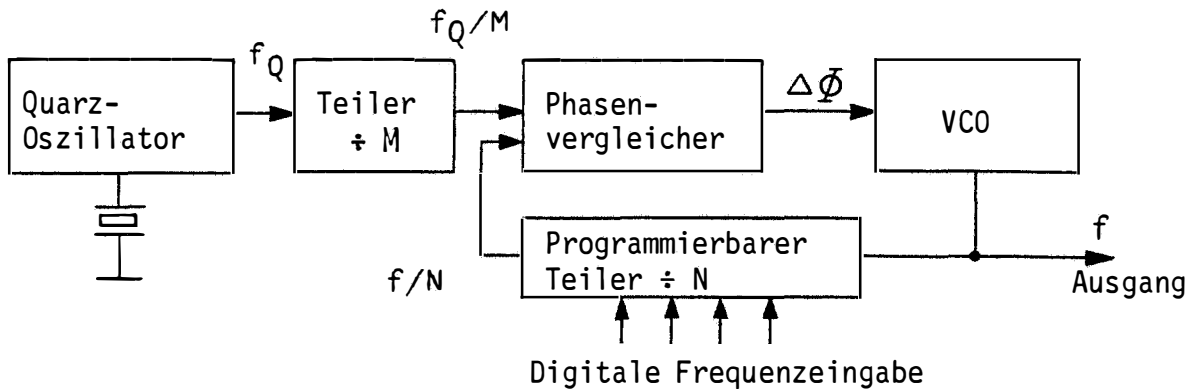 f_Q/M
f_Q
Quarz-
Oszillator
Teiler
÷ M
Phasen-
vergleicher
ΔΦ
VCO
f/N
Programmierbarer
Teiler ÷ N
f
Ausgang
Digitale Frequenzeingabe